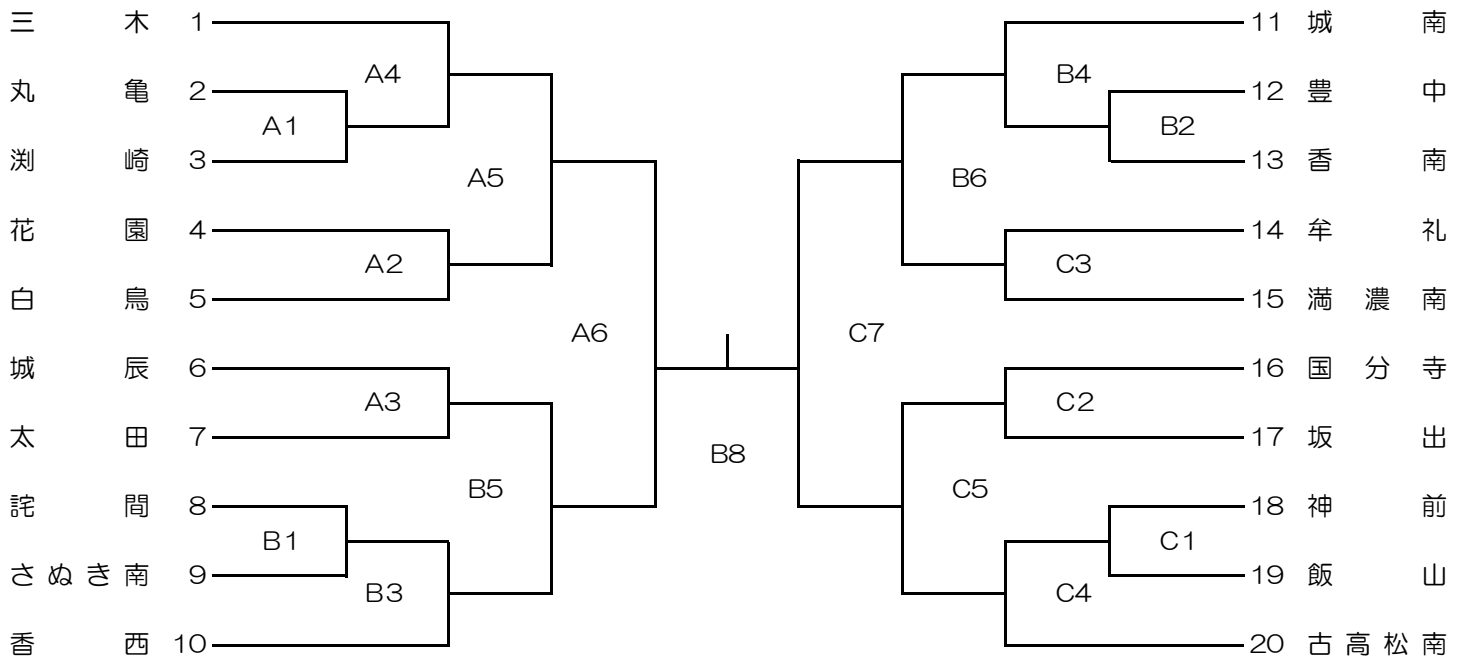 三木 1
丸亀 2
渕崎 3
花園 4
白鳥 5
城辰 6
太田 7
詫間 8
さぬき南 9
香西 10
A4
A1
A5
A2
A6
A3
B5
B1
B3
B8
C7
B4
B2
B6
C3
C2
C5
C1
C4
11 城南
12 豊中
13 香南
14 牟礼
15 満濃南
16 国分寺
17 坂出
18 神前
19 飯山
20 古高松南